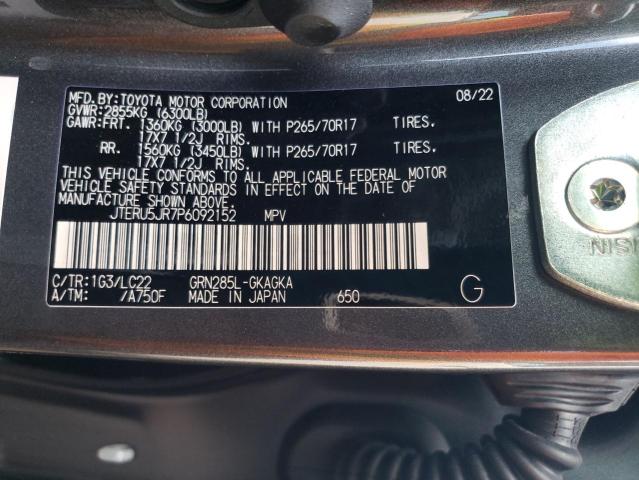 MFD.BY:TOYOTA MOTOR CORPORATION 08/22
GVWR:2855KG (6300LB)
GAWR:FRT. 1360KG (3000LB) WITH P265/70R17 TIRES.
17X7 1/2J RIMS.
RR. 1560KG (3450LB) WITH P265/70R17 TIRES.
17X7 1/2J RIMS.
THIS VEHICLE CONFORMS TO ALL APPLICABLE FEDERAL MOTOR
VEHICLE SAFETY STANDARDS IN EFFECT ON THE DATE OF
MANUFACTURE SHOWN ABOVE.
JTERU5JR7P6092152 MPV
C/TR:1G3/LC22 GRN285L-GKAGKA
A/TM: /A750F MADE IN JAPAN 650 G
NISIN